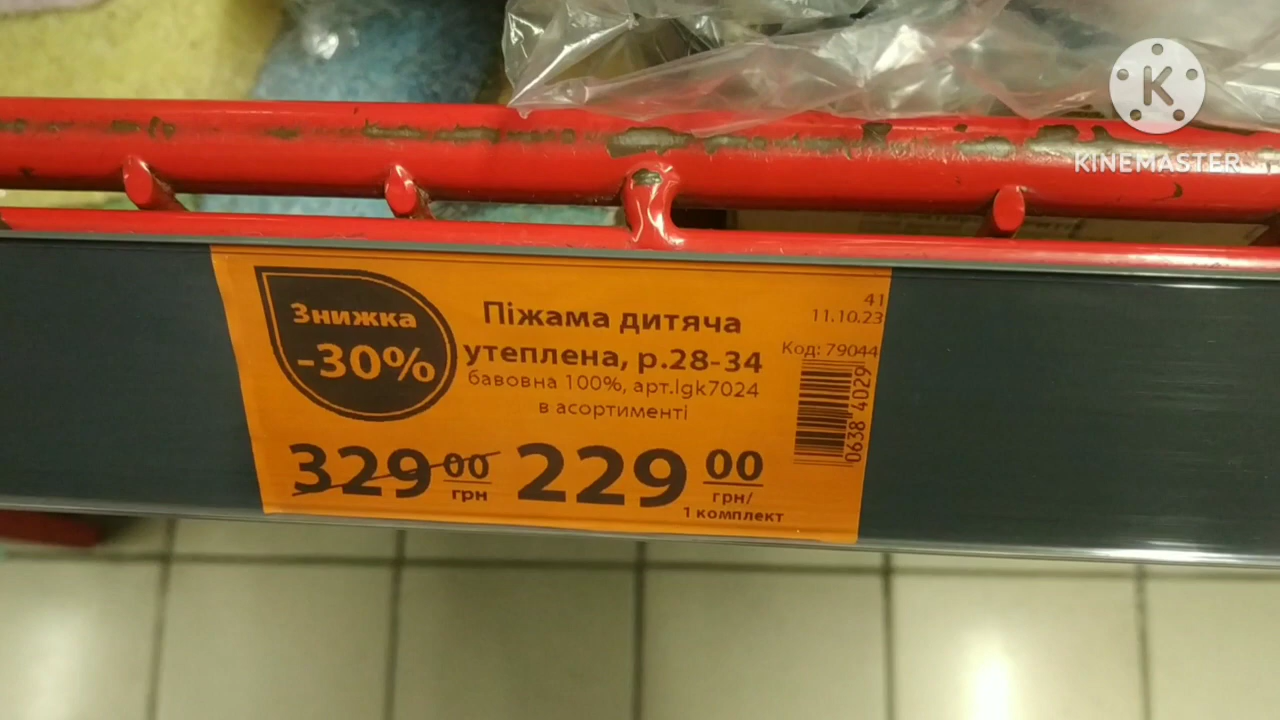 K
KINEMASTER
Знижка
-30%
Піжама дитяча
утеплена, р.28-34
бавовна 100%, арт.lgk7024
в асортименті
41
11.10.23
Код: 79044
0638 4029
329 00
грн
229 00
грн/
1 комплект